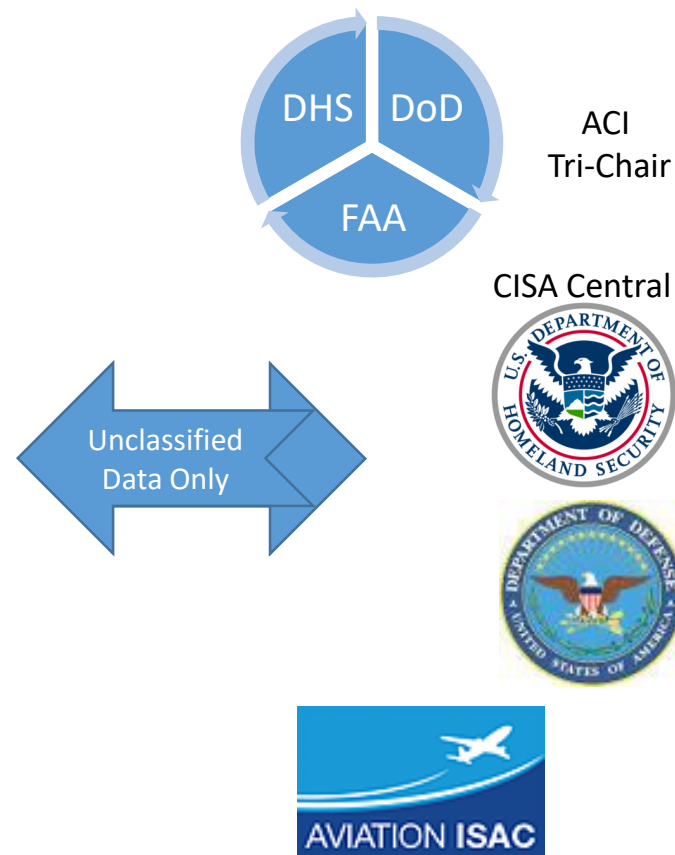 DHS
DoD
FAA
ACI
Tri-Chair
CISA Central
U.S. DEPARTMENT OF
HOMELAND SECURITY
Unclassified
Data Only
DEPARTMENT OF DEFENSE
UNITED STATES OF AMERICA
AVIATION ISAC